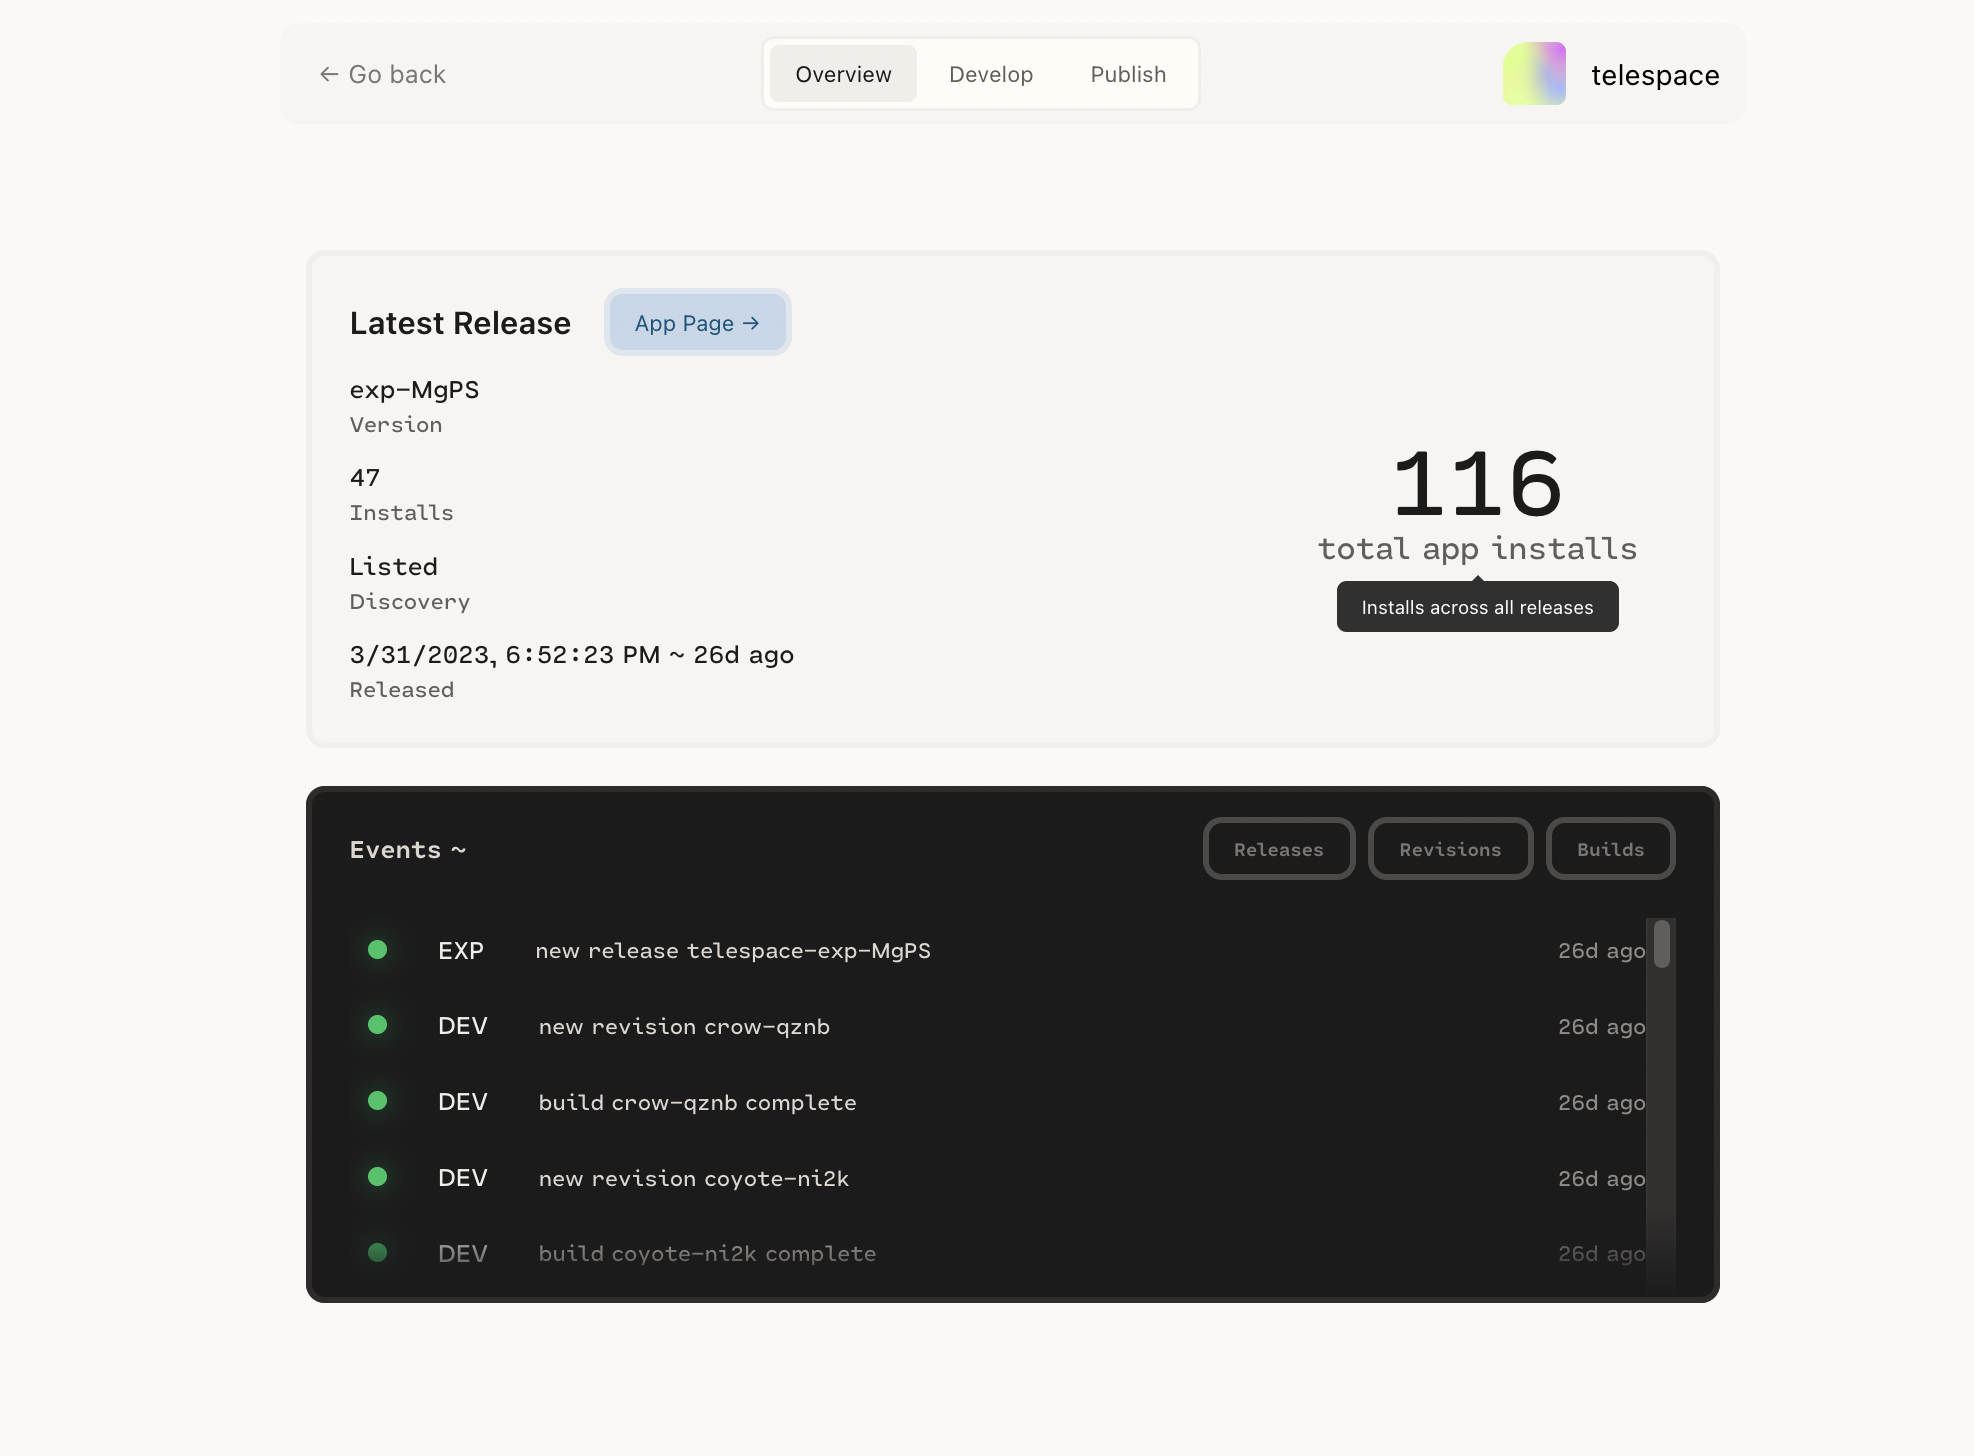 ← Go back
Overview
Develop
Publish
telespace
Latest Release
App Page →
exp-MgPS
Version
47
Installs
Listed
Discovery
3/31/2023, 6:52:23 PM ~ 26d ago
Released
116
total app installs
Installs across all releases
Events ~
Releases
Revisions
Builds
EXP new release telespace-exp-MgPS 26d ago
DEV new revision crow-qznb 26d ago
DEV build crow-qznb complete 26d ago
DEV new revision coyote-ni2k 26d ago
DEV build coyote-ni2k complete 26d ago